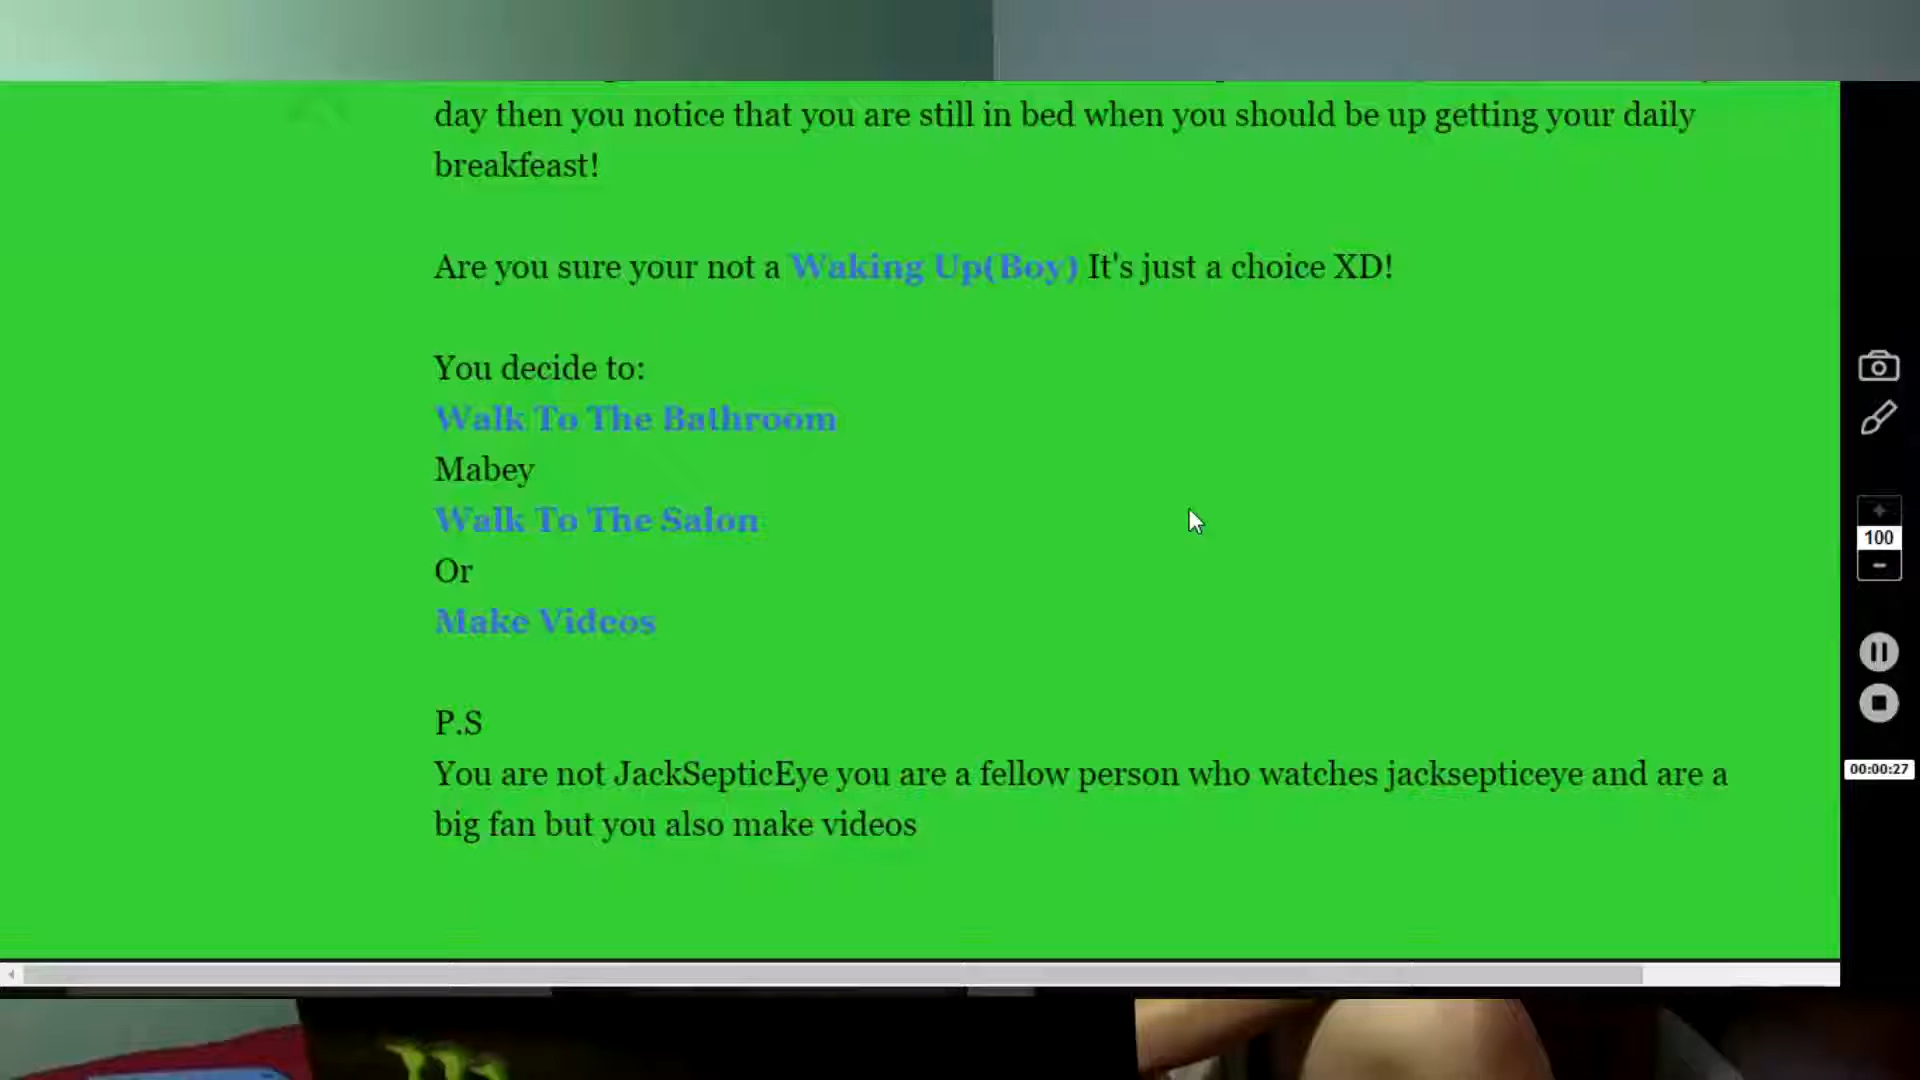 day then you notice that you are still in bed when you should be up getting your daily
breakfeast!
Are you sure your not a Waking Up(Boy) It's just a choice XD!
You decide to:
Walk To The Bathroom
Mabey
Walk To The Salon
Or
Make Videos
P.S
You are not JackSepticEye you are a fellow person who watches jacksepticeye and are a
big fan but you also make videos
100
00:00:27